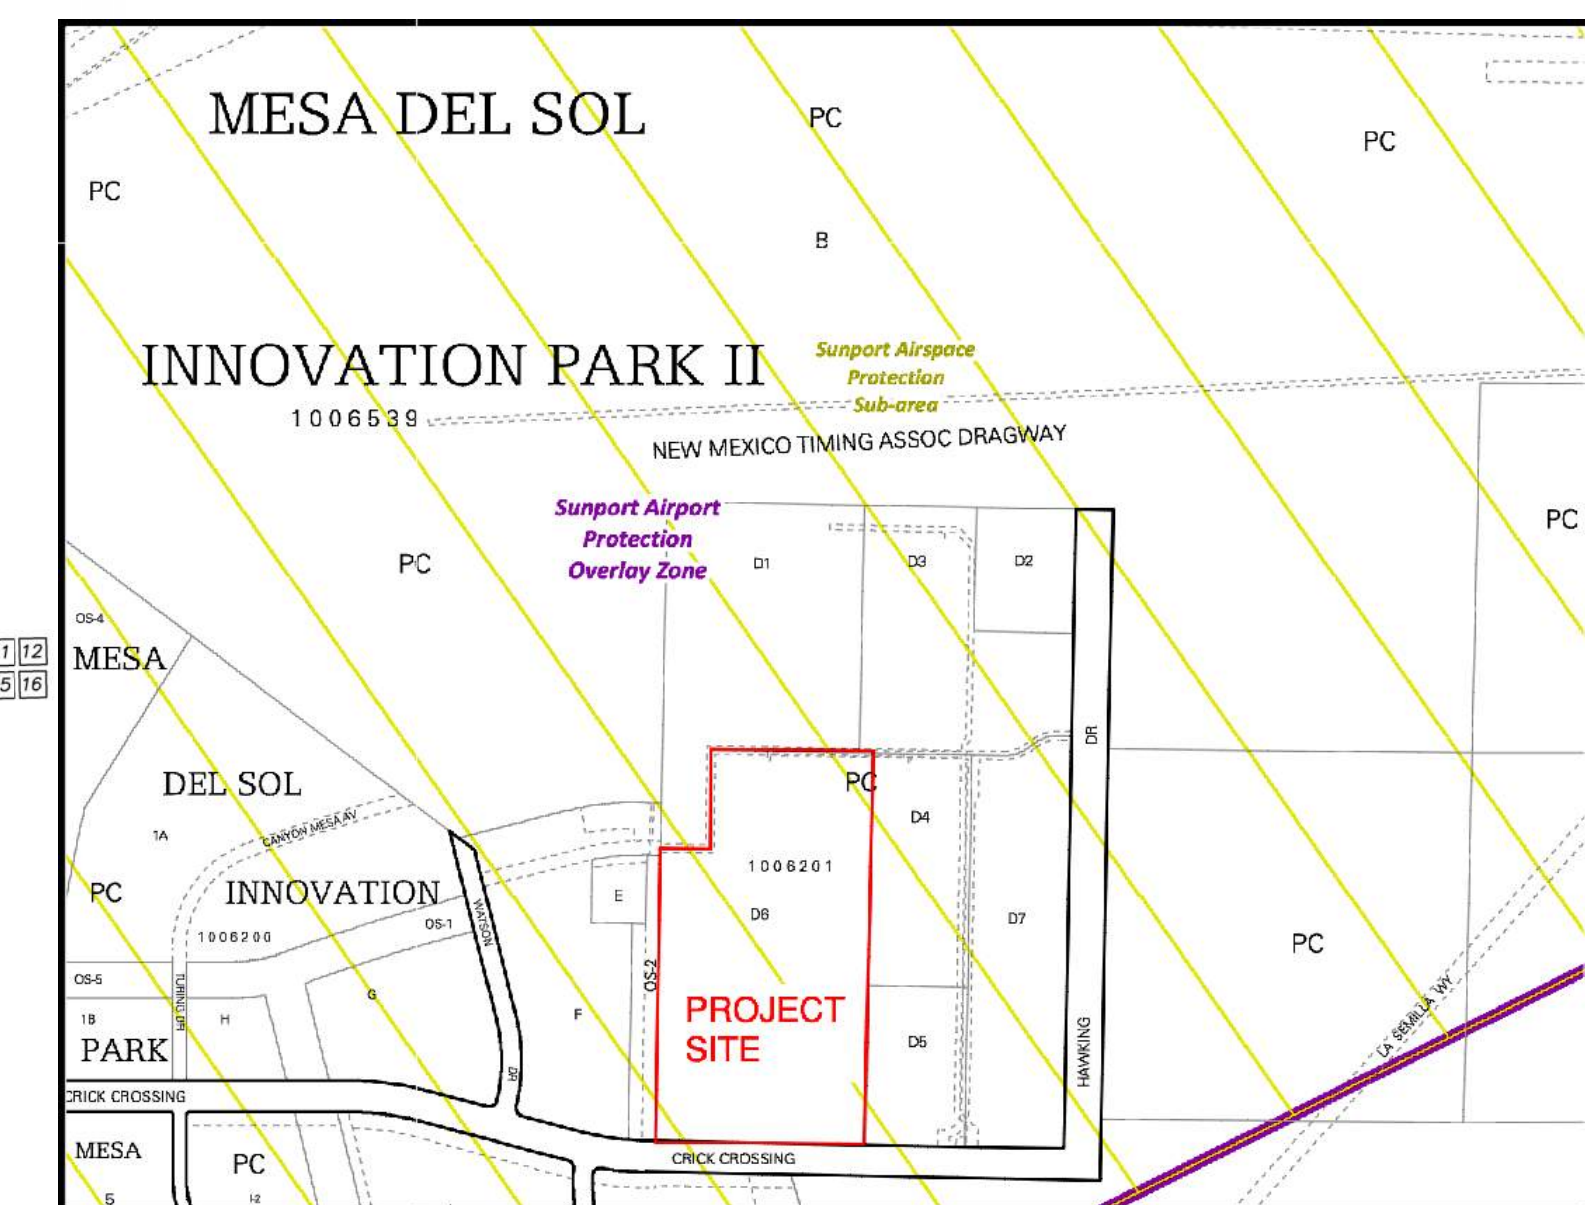 MESA DEL SOL
PC
PC
PC
B
INNOVATION PARK II
Sunport Airspace
Protection
Sub-area
1006539
NEW MEXICO TIMING ASSOC DRAGWAY
Sunport Airport
Protection
Overlay Zone
PC
PC
D1
D3
D2
OS-4
MESA
1 12
5 16
DR
DEL SOL
PC
1A
CANYON MESA AV
D4
1006201
PC
INNOVATION
E
D6
OS-1
WATSON
D7
1006200
PC
OS-5
OS-2
G
TURING DR
1B
H
F
PROJECT
SITE
D5
LA SEMILLA WY
PARK
HAWKING
DR
CRICK CROSSING
MESA
PC
CRICK CROSSING
5
I-2